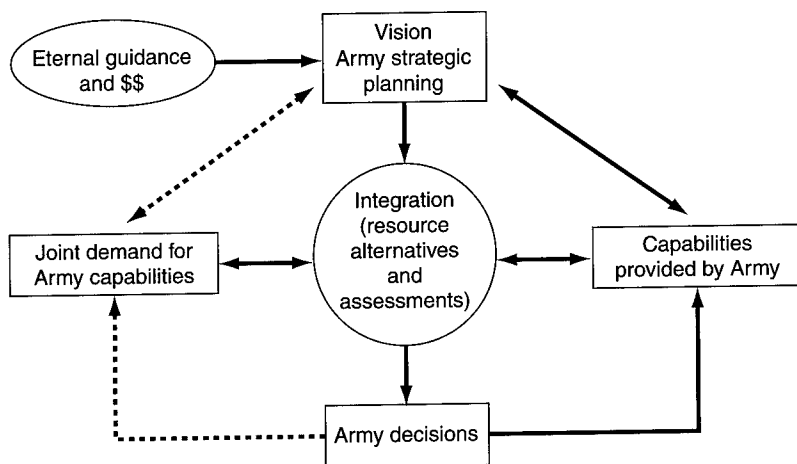 Eternal guidance
and $$
Vision
Army strategic
planning
Integration
(resource
alternatives
and
assessments)
Joint demand for
Army capabilities
Capabilities
provided by Army
Army decisions